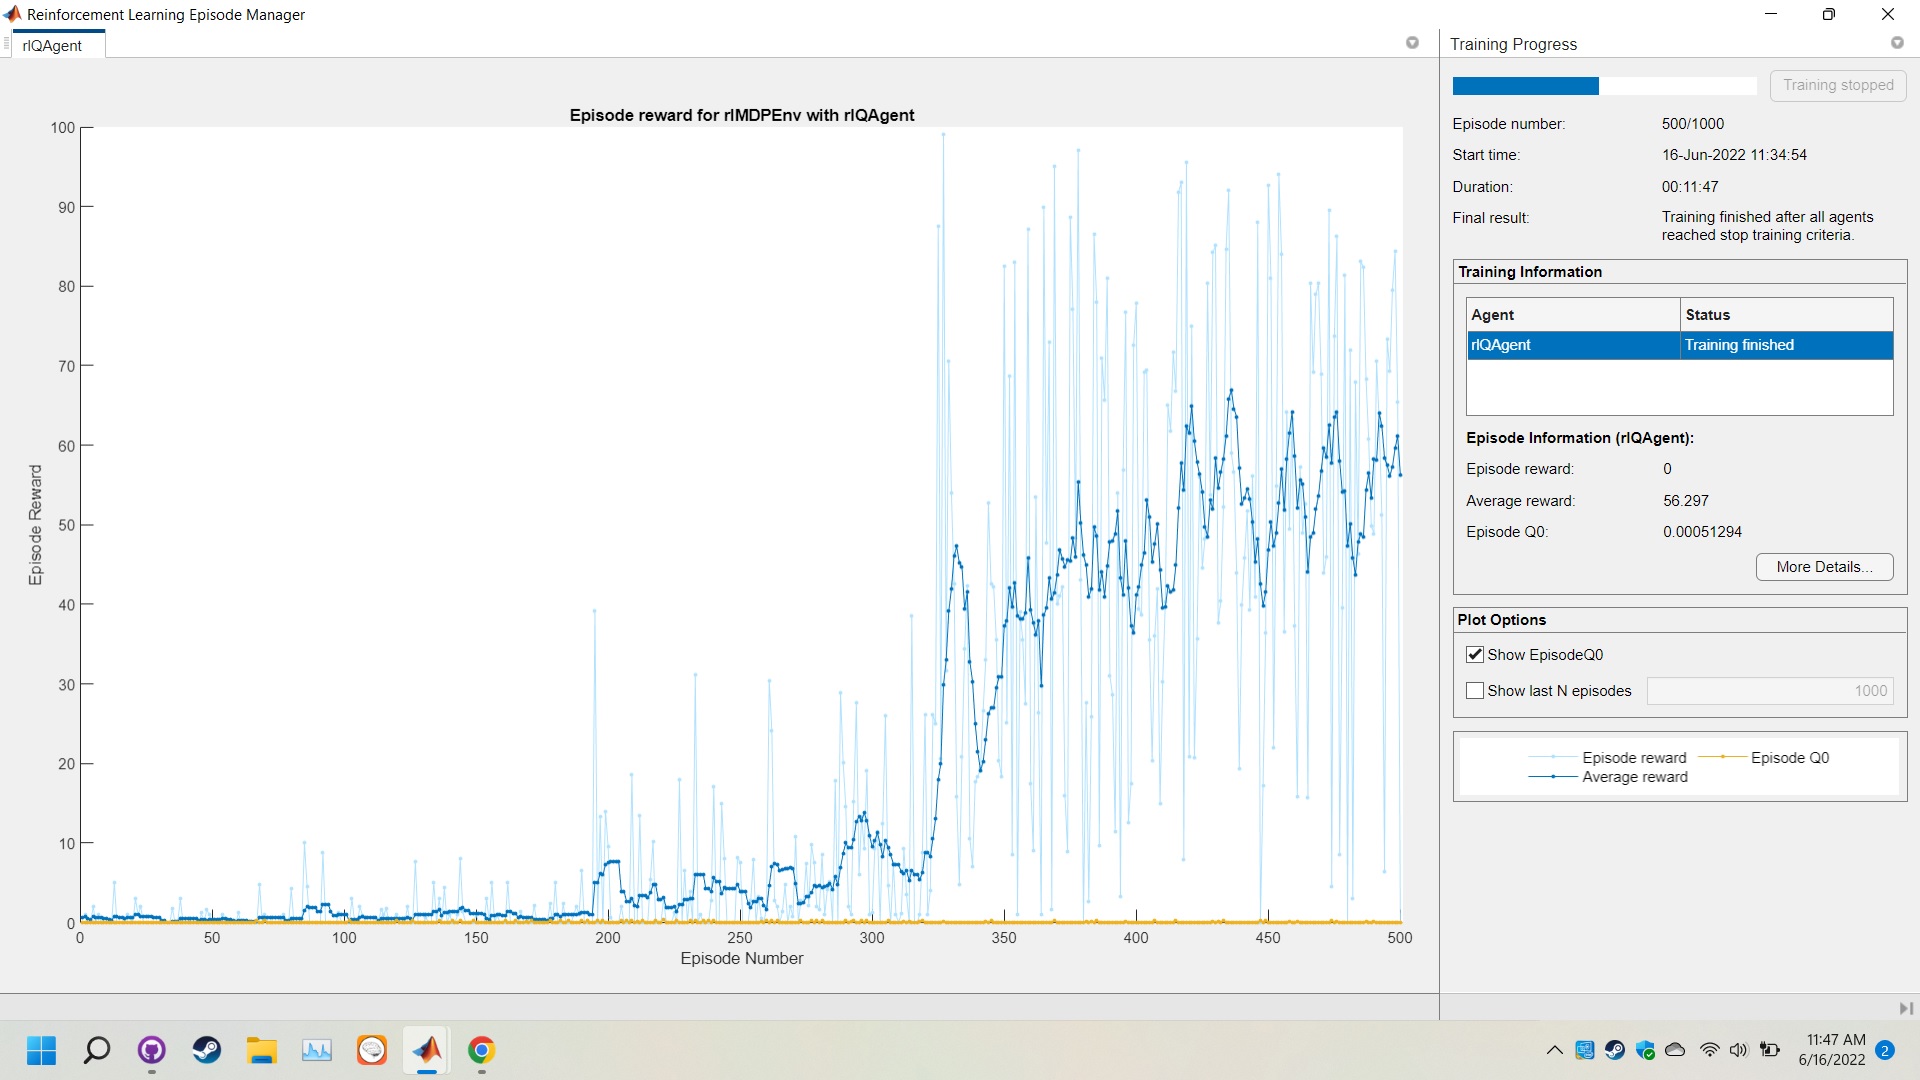 Reinforcement Learning Episode Manager
rlQAgent
Training Progress
Training stopped
Episode number: 500/1000
Start time: 16-Jun-2022 11:34:54
Duration: 00:11:47
Final result: Training finished after all agents
reached stop training criteria.
Training Information
Agent Status
rlQAgent Training finished
Episode Information (rlQAgent):
Episode reward: 0
Average reward: 56.297
Episode Q0: 0.00051294
More Details...
Plot Options
Show EpisodeQ0
Show last N episodes 1000
Episode reward Episode Q0
Average reward
Episode reward for rlMDPEnv with rlQAgent
100
90
80
70
60
50
40
30
20
10
0
Episode Reward
0 50 100 150 200 250 300 350 400 450 500
Episode Number
11:47 AM
6/16/2022
2